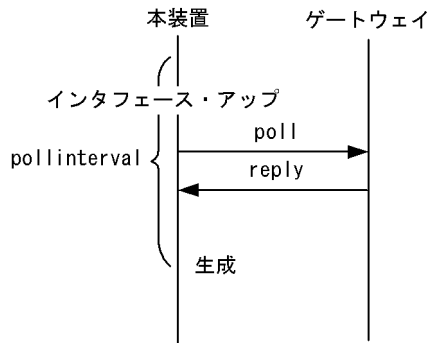 本装置
ゲートウェイ
インタフェース・アップ
poll
pollinterval
reply
生成